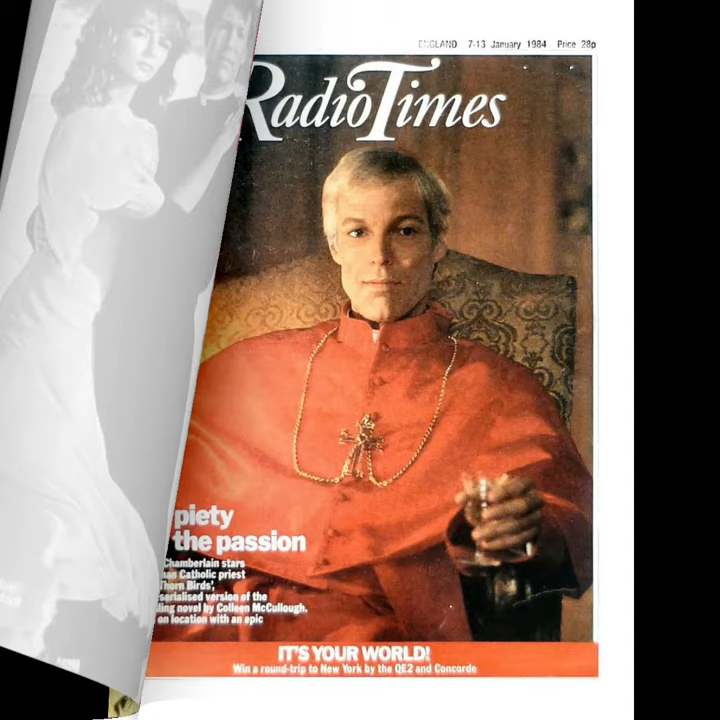 ENGLAND 7-13 January 1984 Price 28p
RadioTimes
piety
the passion
Chamberlain stars
Catholic priest
Thorn Birds',
serialised version of the
novel by Colleen McCullough.
on location with an epic
IT'S YOUR WORLD!
Win a round-trip to New York by the QE2 and Concorde